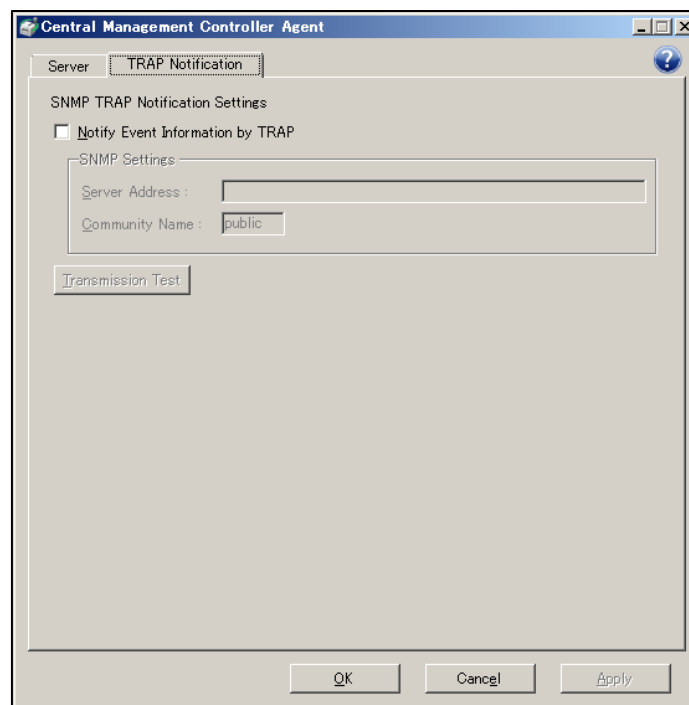 Central Management Controller Agent
Server TRAP Notification ?
SNMP TRAP Notification Settings
Notify Event Information by TRAP
SNMP Settings
Server Address :
Community Name : public
Transmission Test
OK Cancel Apply